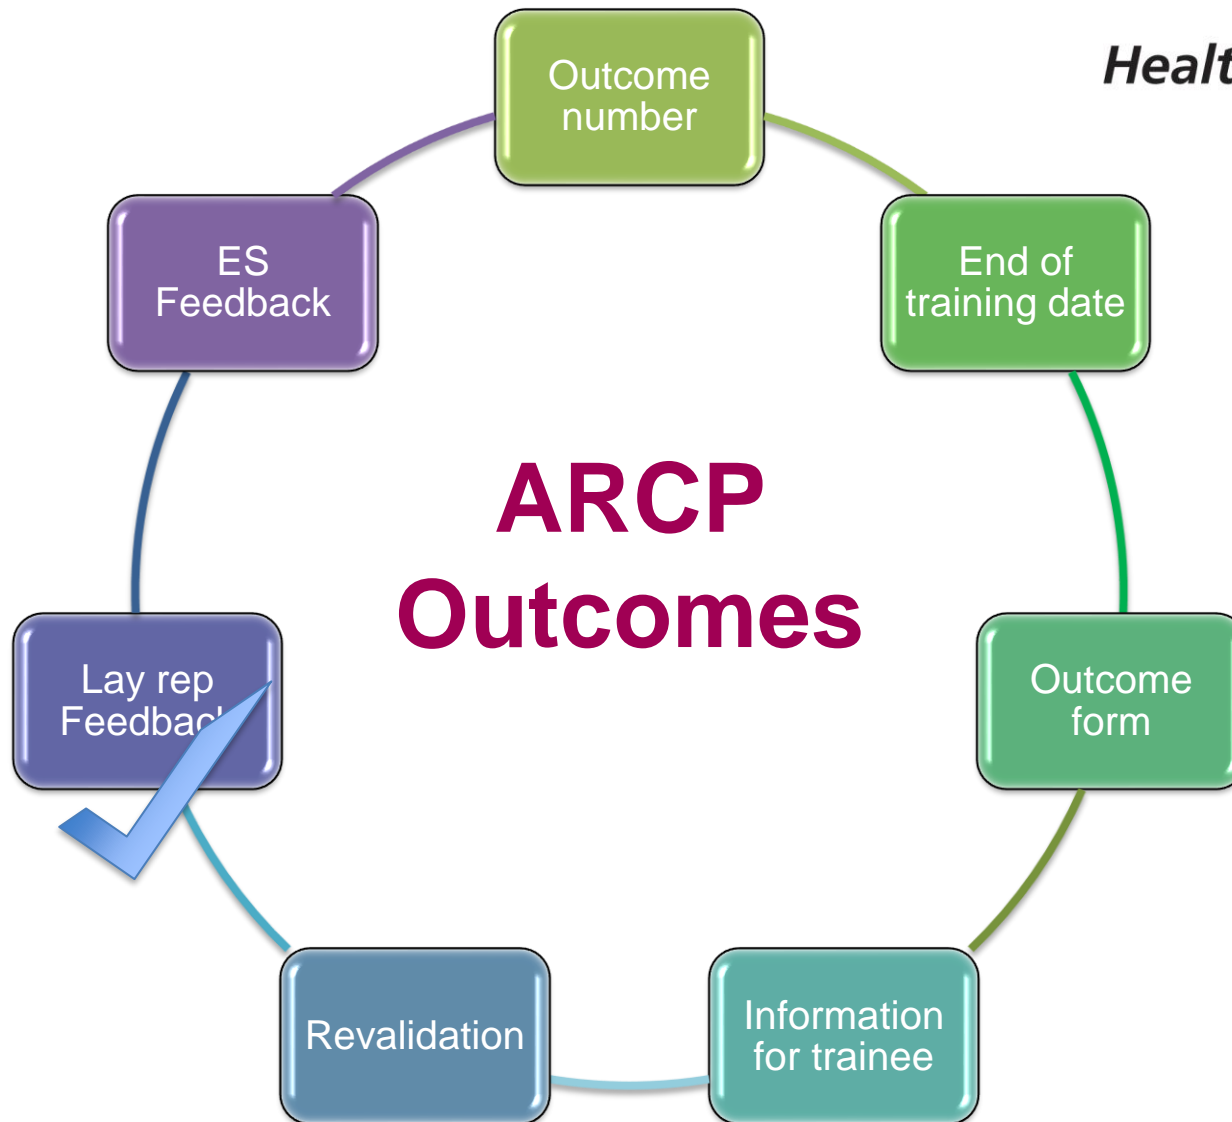 Healt
Outcome
number
End of
training date
Outcome
form
Information
for trainee
Revalidation
Lay rep
Feedback
ES
Feedback
ARCP
Outcomes